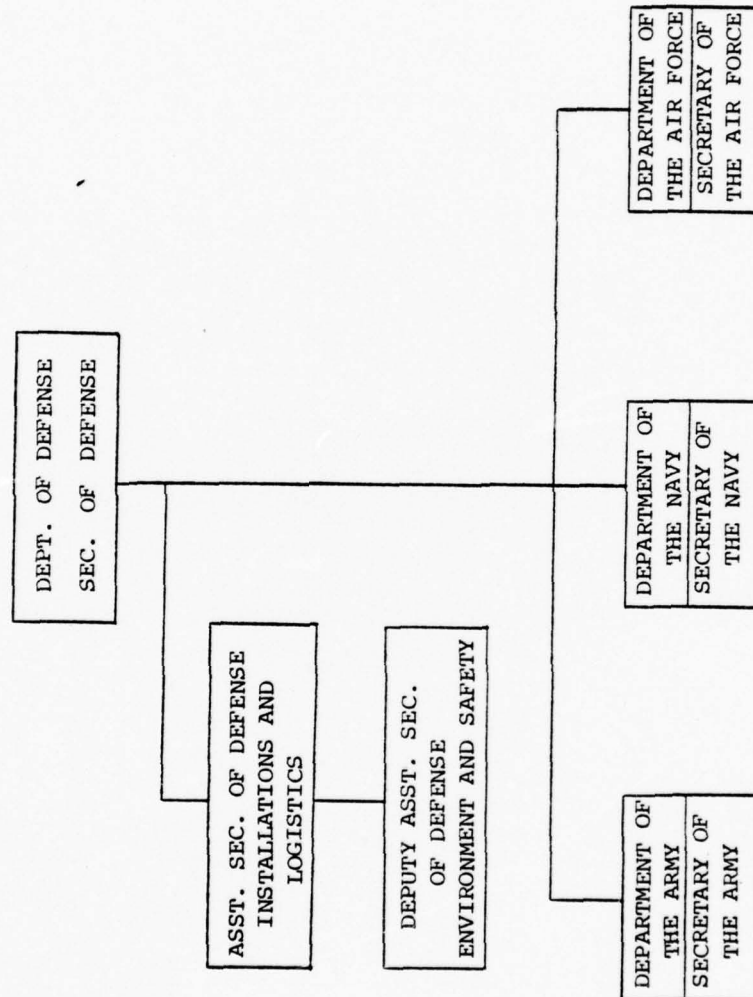 DEPT. OF DEFENSE
SEC. OF DEFENSE
ASST. SEC. OF DEFENSE
INSTALLATIONS AND
LOGISTICS
DEPUTY ASST. SEC.
OF DEFENSE
ENVIRONMENT AND SAFETY
DEPARTMENT OF
THE ARMY
SECRETARY OF
THE ARMY
DEPARTMENT OF
THE NAVY
SECRETARY OF
THE NAVY
DEPARTMENT OF
THE AIR FORCE
SECRETARY OF
THE AIR FORCE